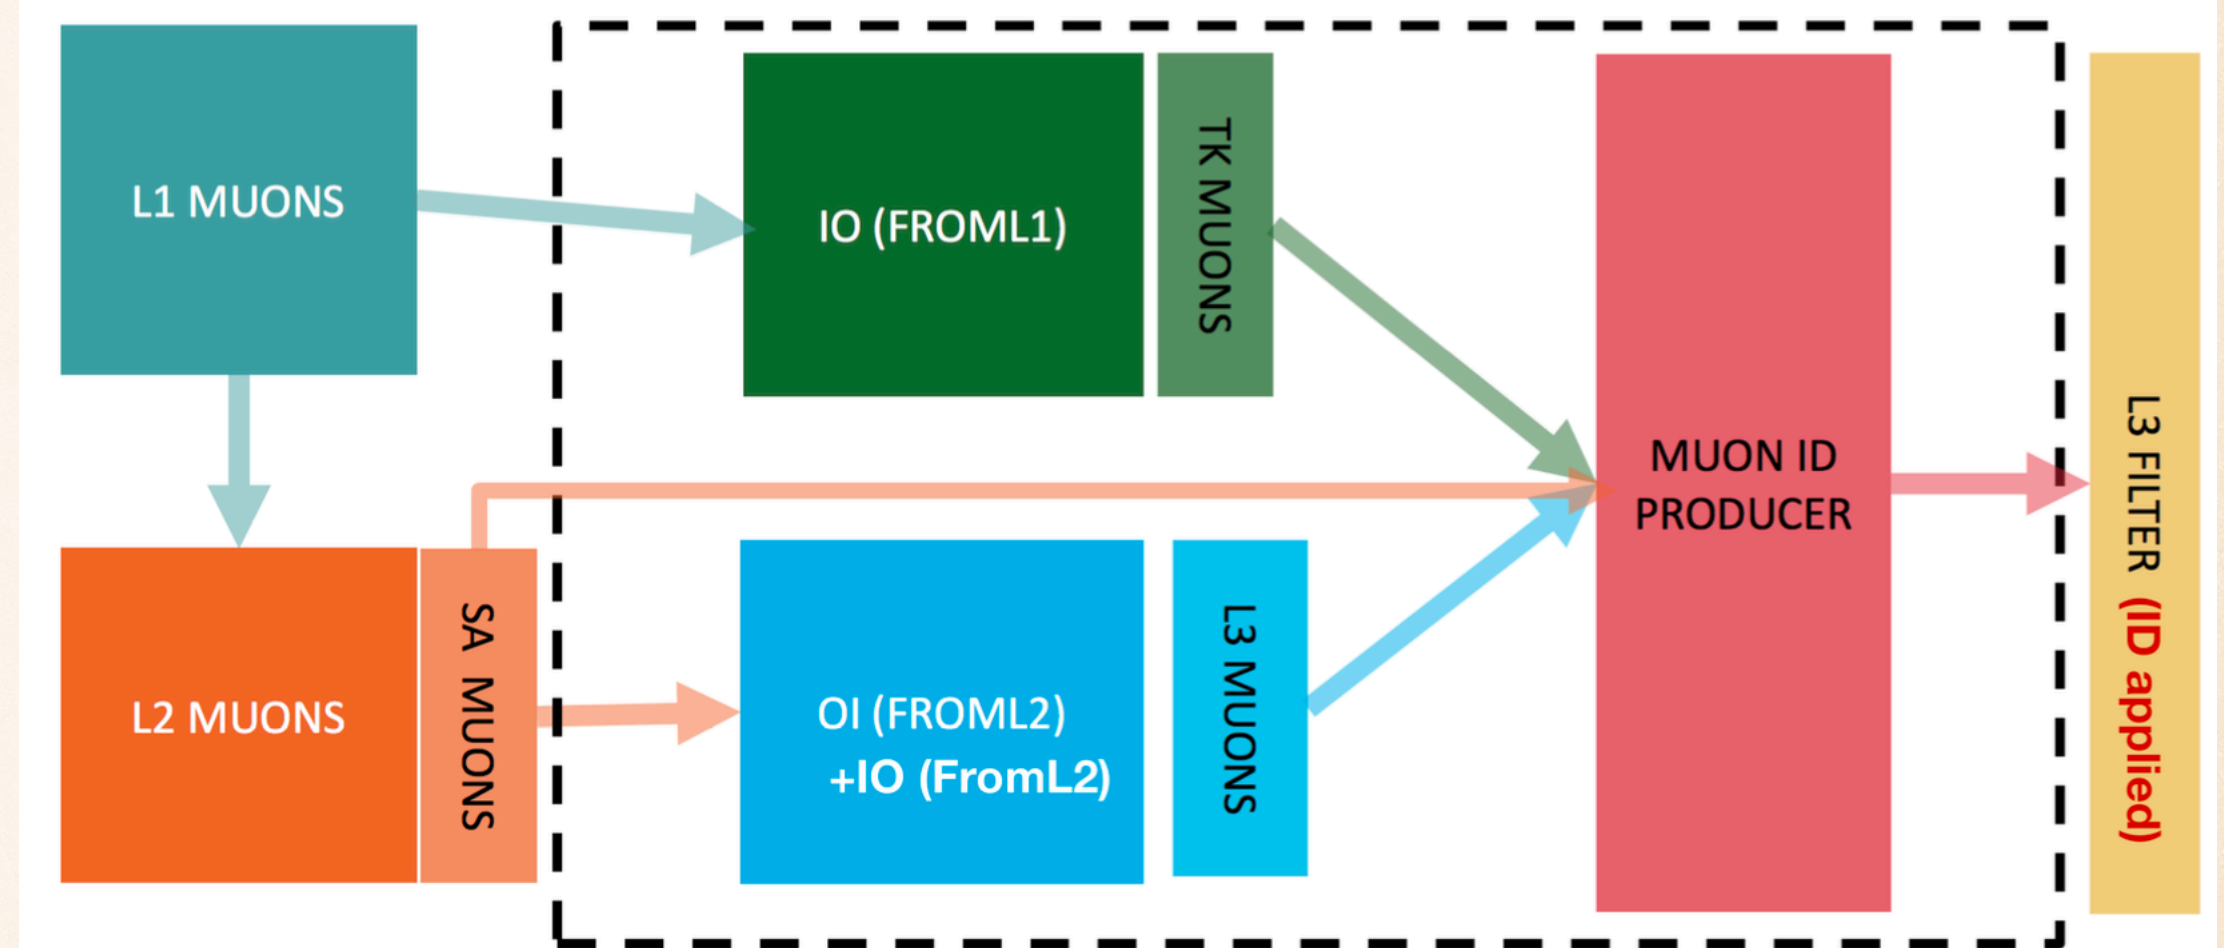 L1 MUONS
IO (FROML1)
TK MUONS
MUON ID
PRODUCER
L3 FILTER (ID applied)
L2 MUONS
SA MUONS
OI (FROML2)
+IO (FromL2)
L3 MUONS